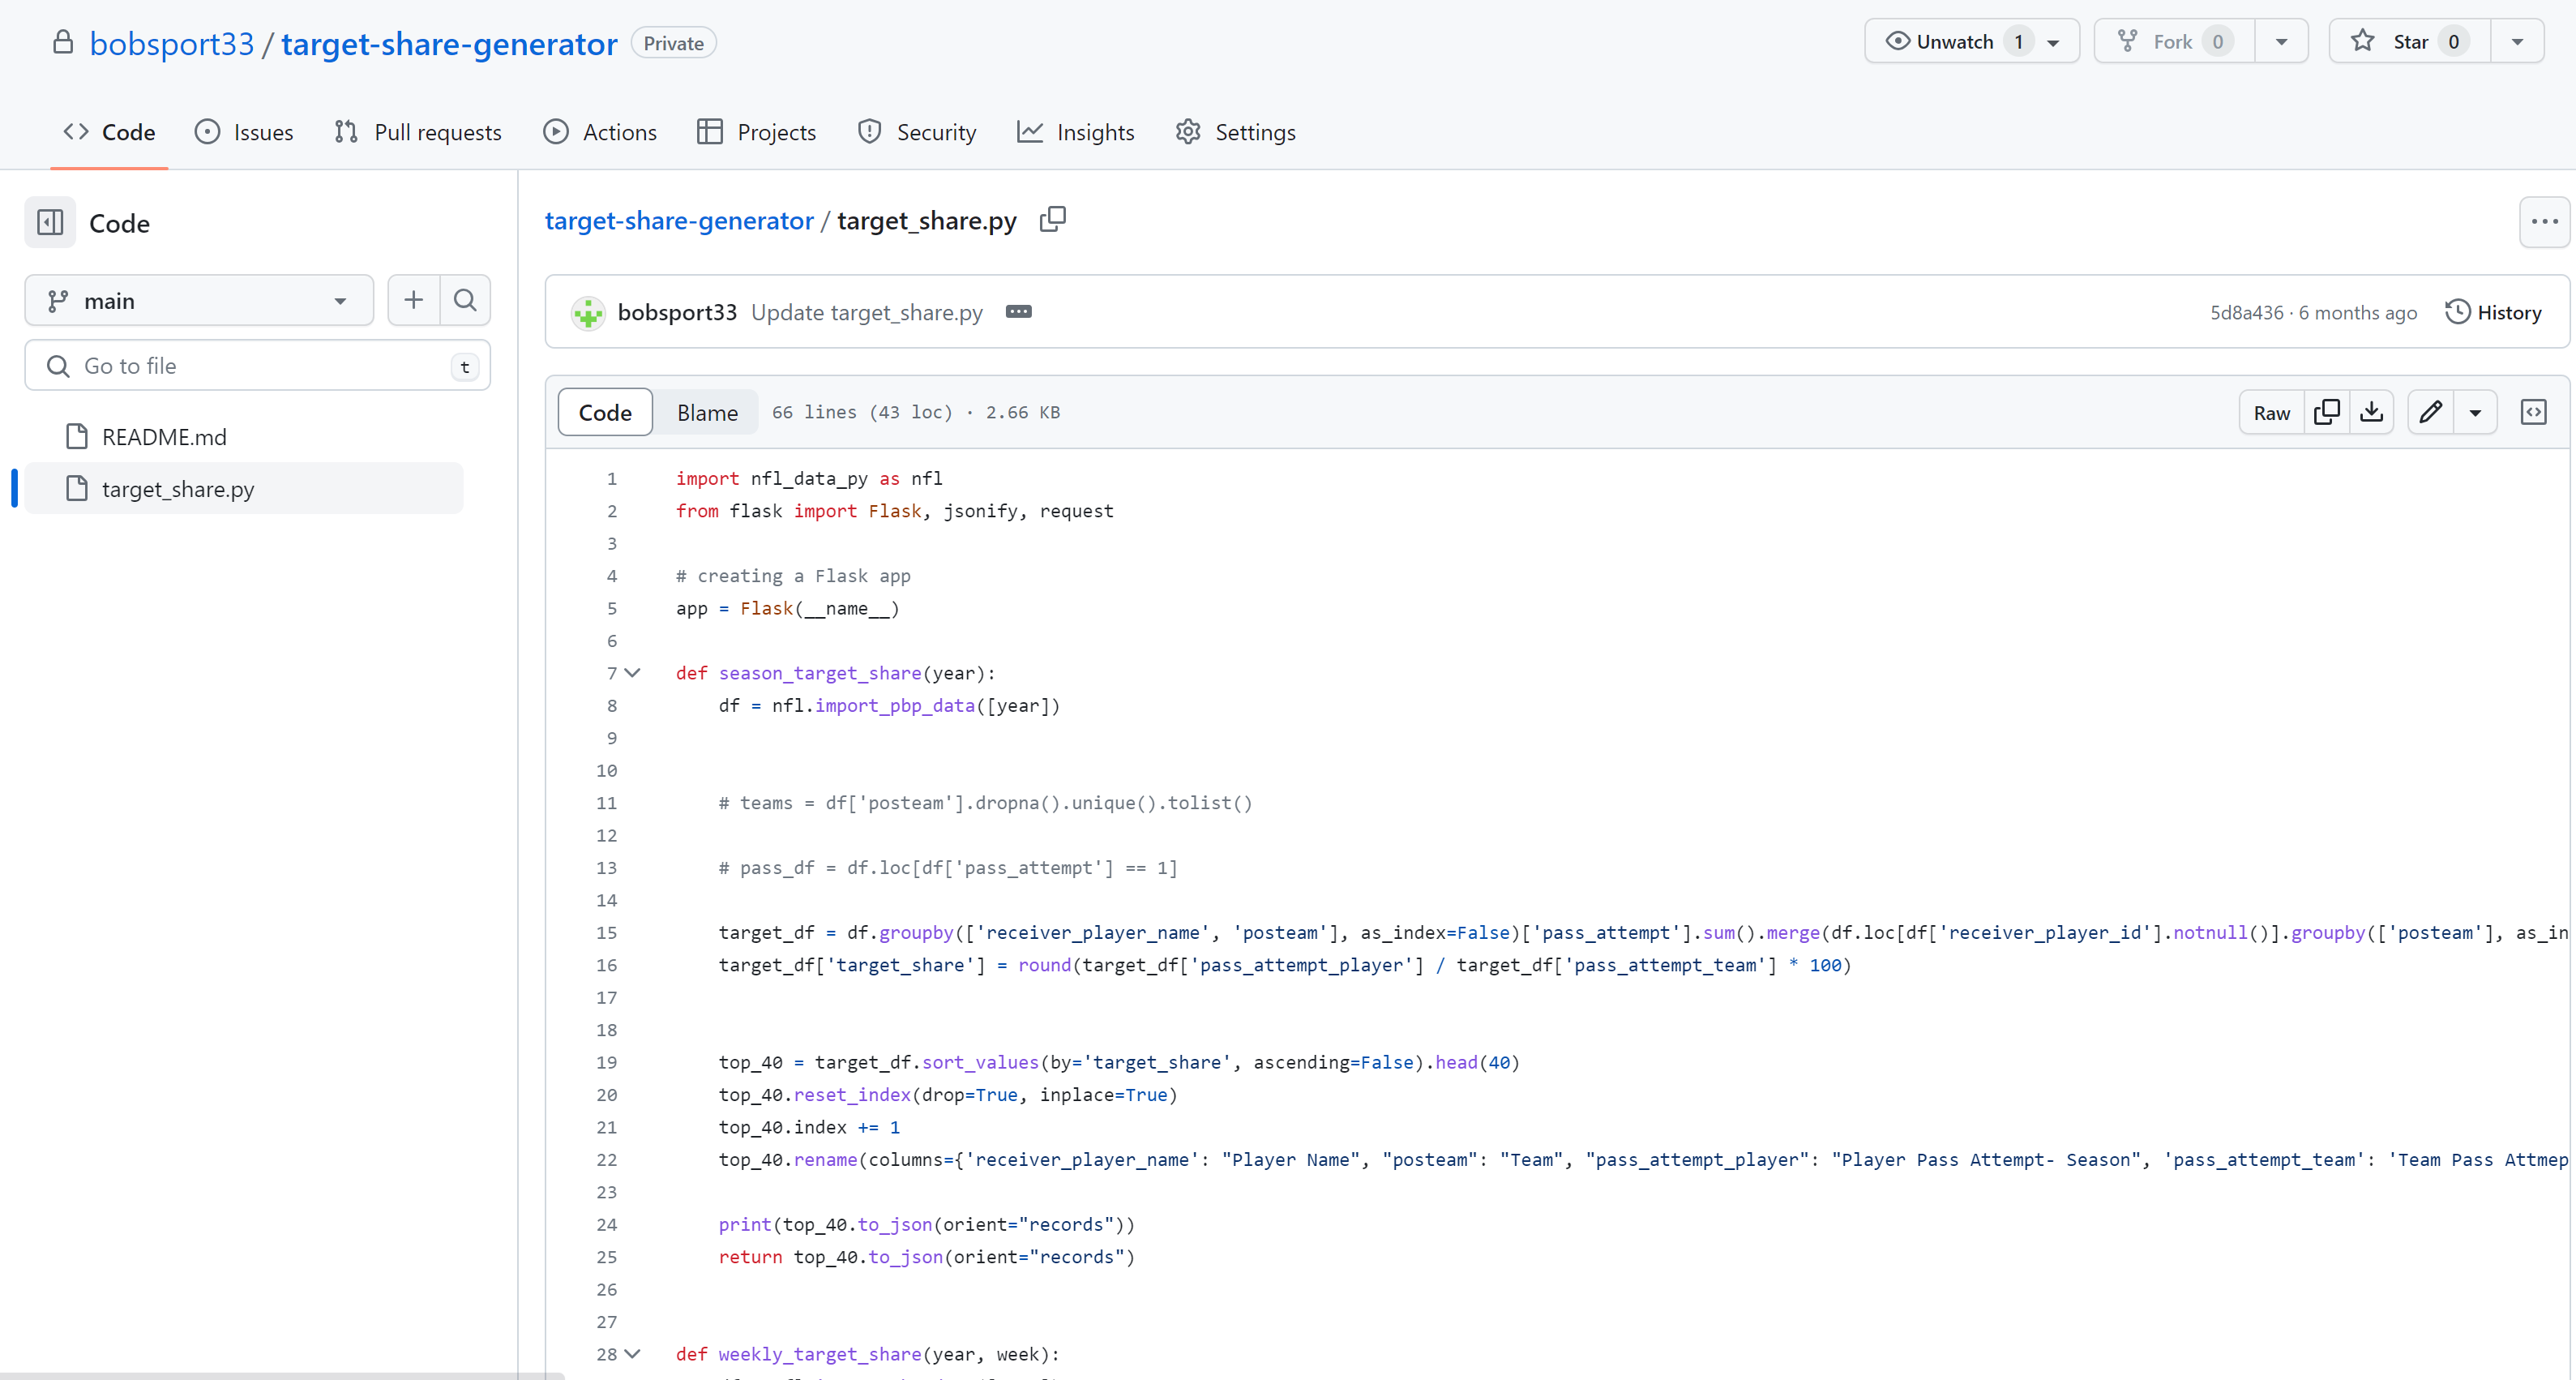 bobsport33 / target-share-generator Private
Unwatch 1
Fork 0
Star 0
Code
Issues
Pull requests
Actions
Projects
Security
Insights
Settings
Code
main
Go to file
t
README.md
target_share.py
target-share-generator / target_share.py
bobsport33 Update target_share.py
5d8a436 · 6 months ago
History
Code
Blame
66 lines (43 loc) · 2.66 KB
Raw
1 import nfl_data_py as nfl
2 from flask import Flask, jsonify, request
3
4 # creating a Flask app
5 app = Flask(__name__)
6
7 def season_target_share(year):
8 df = nfl.import_pbp_data([year])
9
10
11 # teams = df['posteam'].dropna().unique().tolist()
12
13 # pass_df = df.loc[df['pass_attempt'] == 1]
14
15 target_df = df.groupby(['receiver_player_name', 'posteam'], as_index=False)['pass_attempt'].sum().merge(df.loc[df['receiver_player_id'].notnull()].groupby(['posteam'], as_in
16 target_df['target_share'] = round(target_df['pass_attempt_player'] / target_df['pass_attempt_team'] * 100)
17
18
19 top_40 = target_df.sort_values(by='target_share', ascending=False).head(40)
20 top_40.reset_index(drop=True, inplace=True)
21 top_40.index += 1
22 top_40.rename(columns={'receiver_player_name': "Player Name", "posteam": "Team", "pass_attempt_player": "Player Pass Attempt- Season", 'pass_attempt_team': 'Team Pass Attmep
23
24 print(top_40.to_json(orient="records"))
25 return top_40.to_json(orient="records")
26
27
28 def weekly_target_share(year, week):